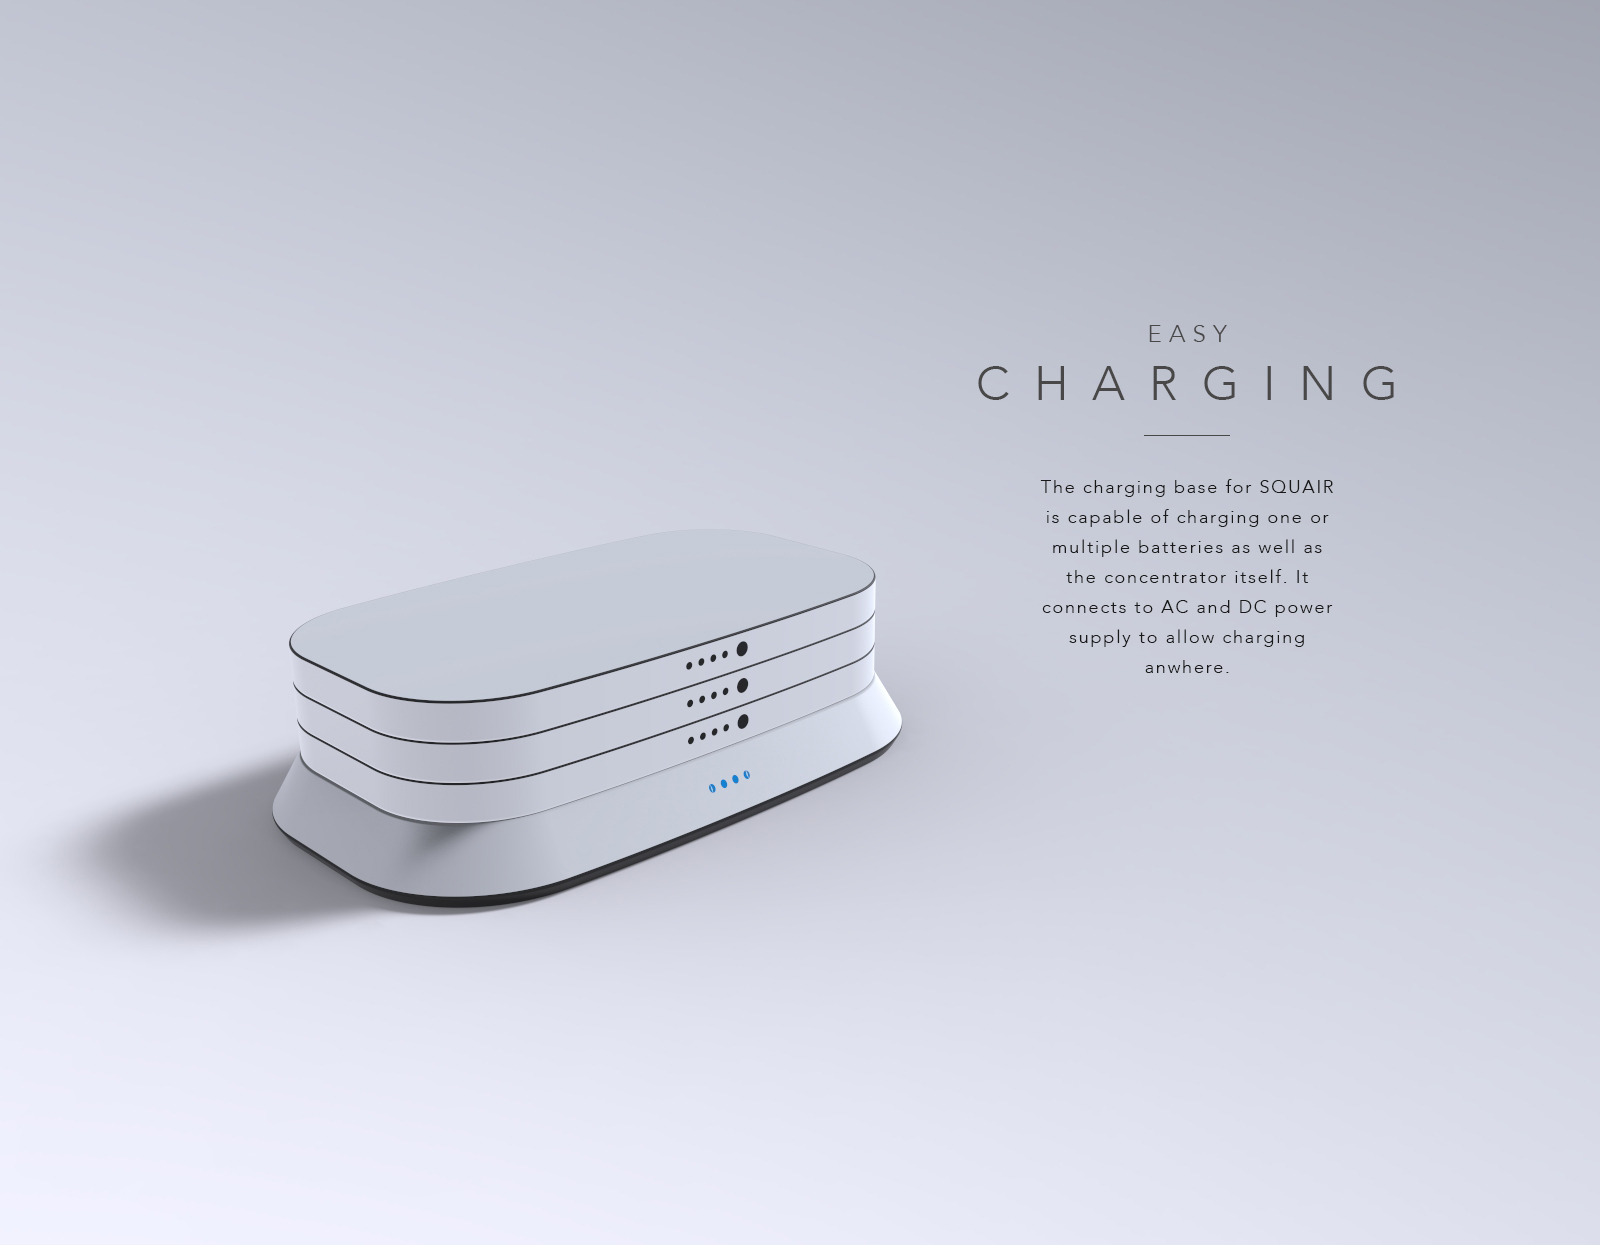 EASY
CHARGING
The charging base for SQUAIR
is capable of charging one or
multiple batteries as well as
the concentrator itself. It
connects to AC and DC power
supply to allow charging
anwhere.